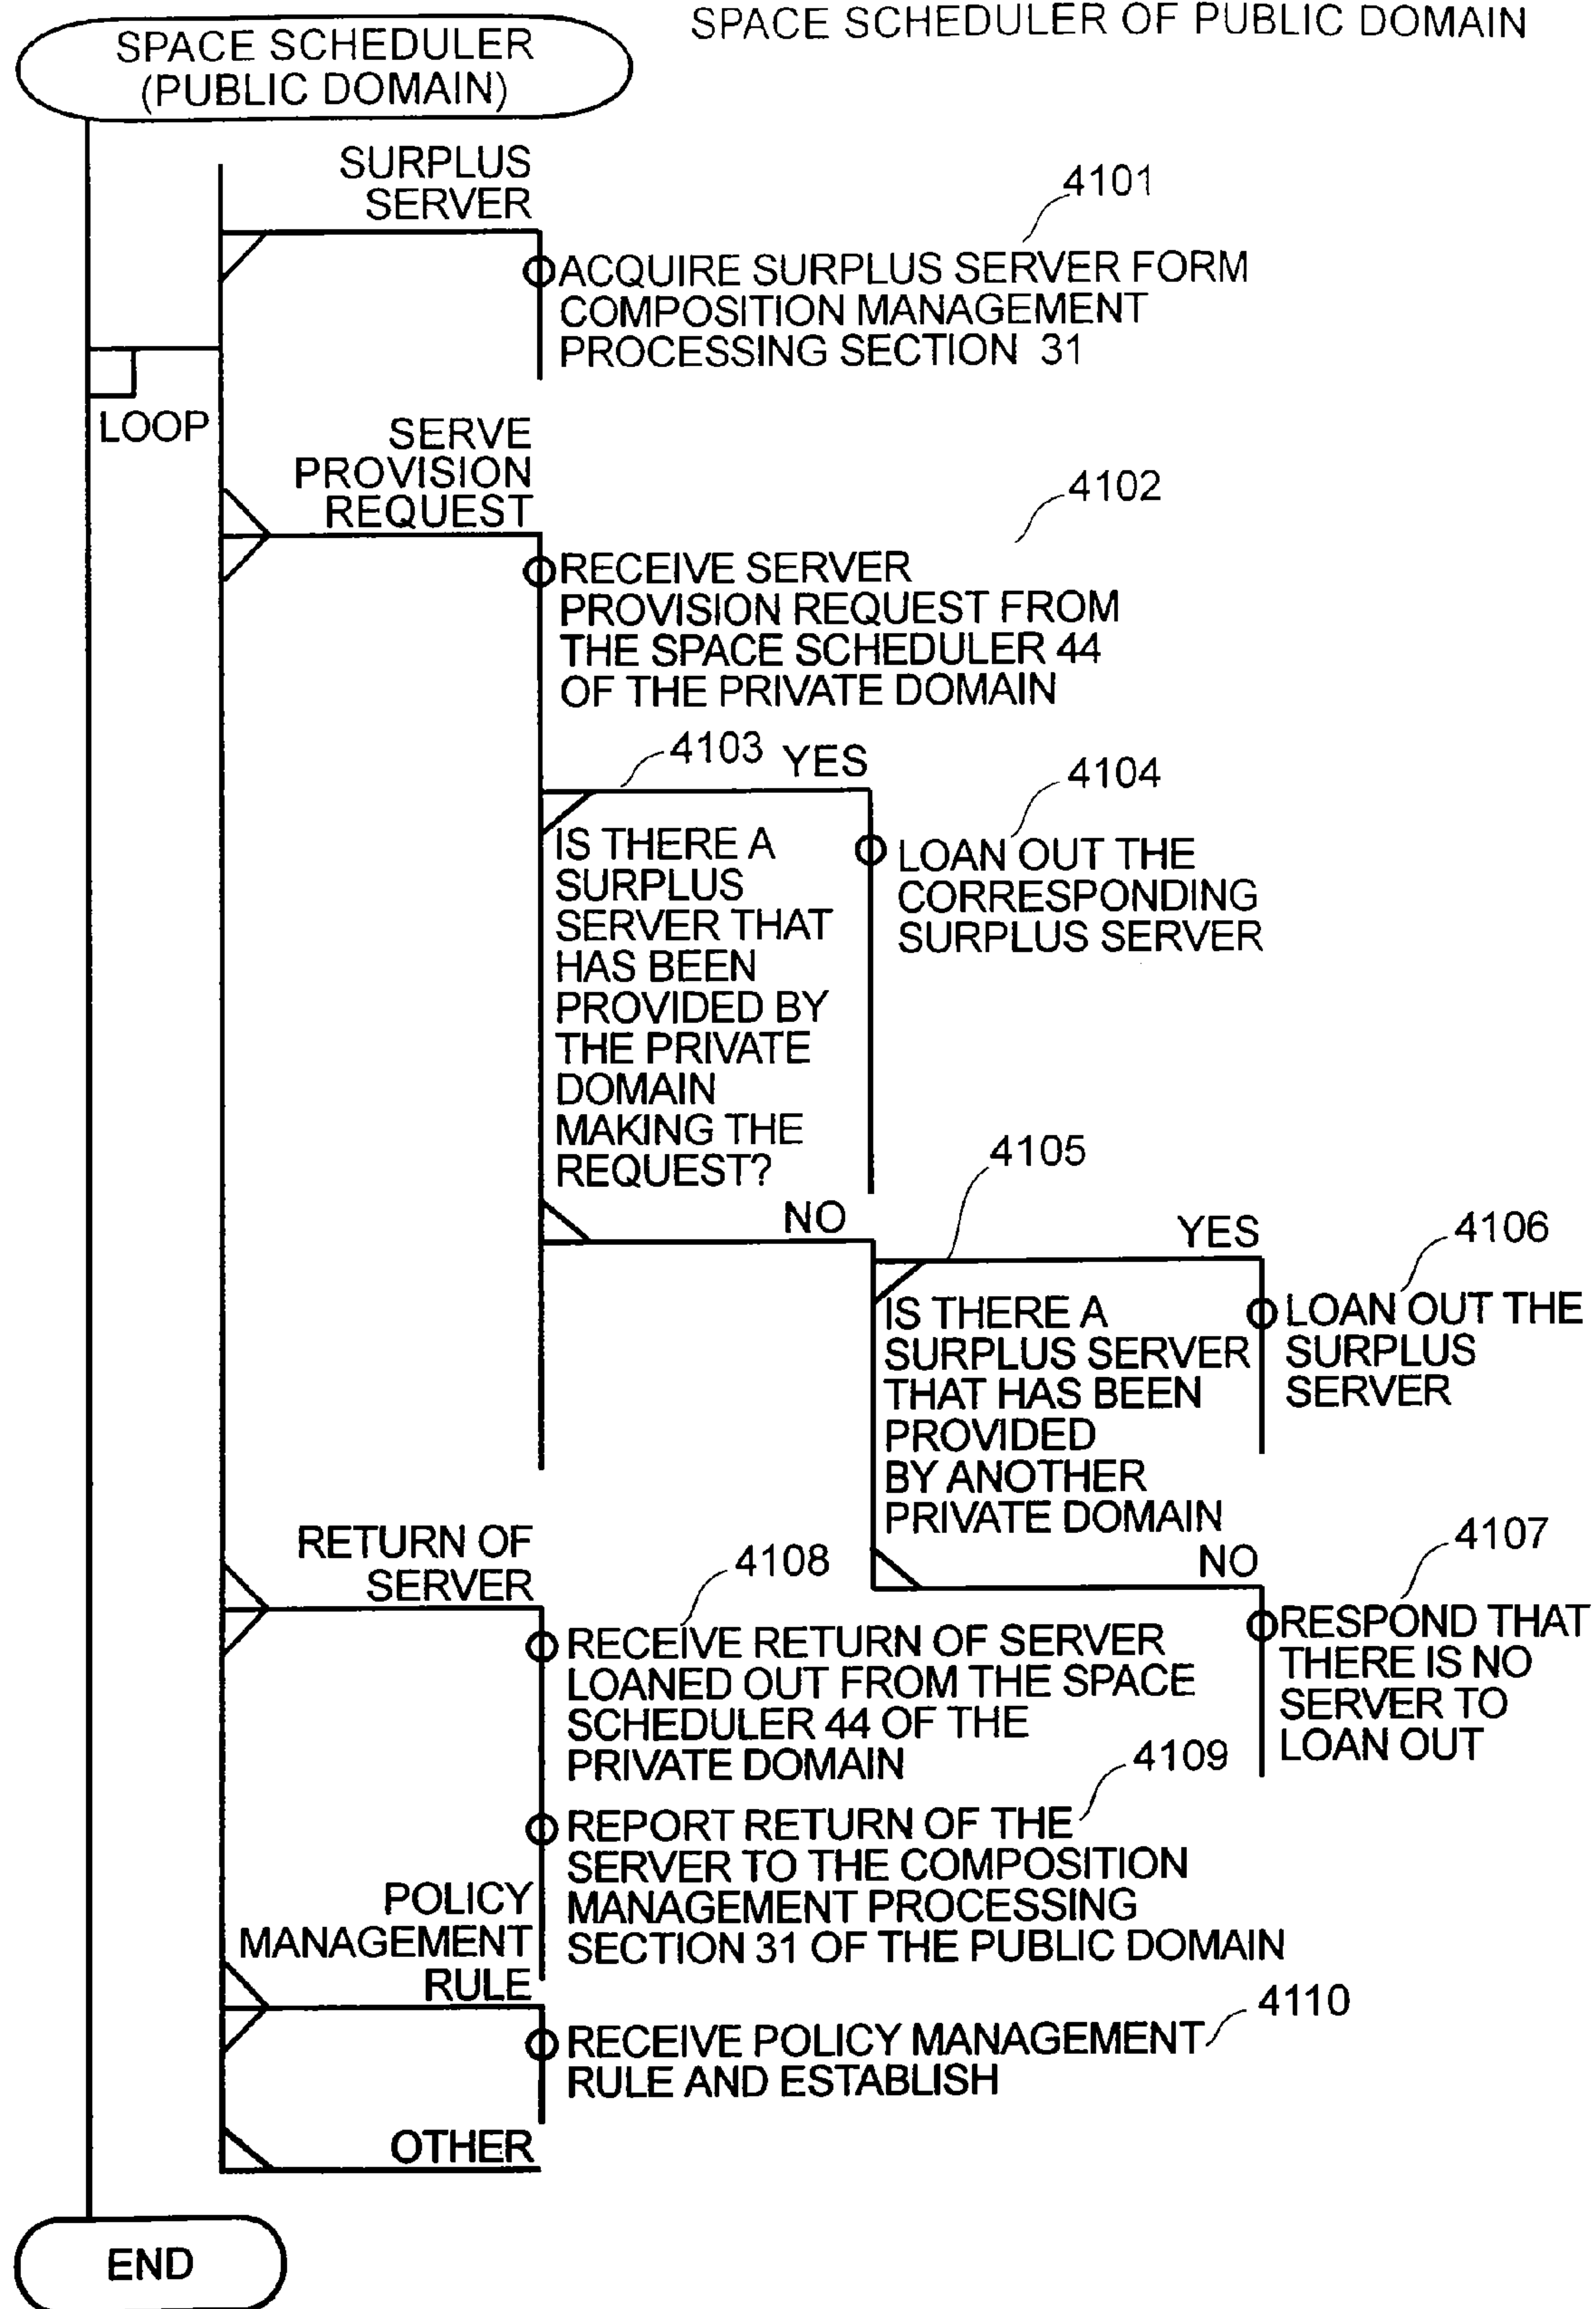 SPACE SCHEDULER OF PUBLIC DOMAIN
SPACE SCHEDULER
(PUBLIC DOMAIN)
SURPLUS
SERVER
4101
ACQUIRE SURPLUS SERVER FORM
COMPOSITION MANAGEMENT
PROCESSING SECTION 31
LOOP
SERVE
PROVISION
REQUEST
4102
RECEIVE SERVER
PROVISION REQUEST FROM
THE SPACE SCHEDULER 44
OF THE PRIVATE DOMAIN
4103
YES
IS THERE A
SURPLUS
SERVER THAT
HAS BEEN
PROVIDED BY
THE PRIVATE
DOMAIN
MAKING THE
REQUEST?
4104
LOAN OUT THE
CORRESPONDING
SURPLUS SERVER
NO
4105
YES
IS THERE A
SURPLUS SERVER
THAT HAS BEEN
PROVIDED
BY ANOTHER
PRIVATE DOMAIN
4106
LOAN OUT THE
SURPLUS
SERVER
NO
4107
RESPOND THAT
THERE IS NO
SERVER TO
LOAN OUT
RETURN OF
SERVER
4108
RECEIVE RETURN OF SERVER
LOANED OUT FROM THE SPACE
SCHEDULER 44 OF THE
PRIVATE DOMAIN
4109
REPORT RETURN OF THE
SERVER TO THE COMPOSITION
MANAGEMENT PROCESSING
SECTION 31 OF THE PUBLIC DOMAIN
POLICY
MANAGEMENT
RULE
4110
RECEIVE POLICY MANAGEMENT
RULE AND ESTABLISH
OTHER
END